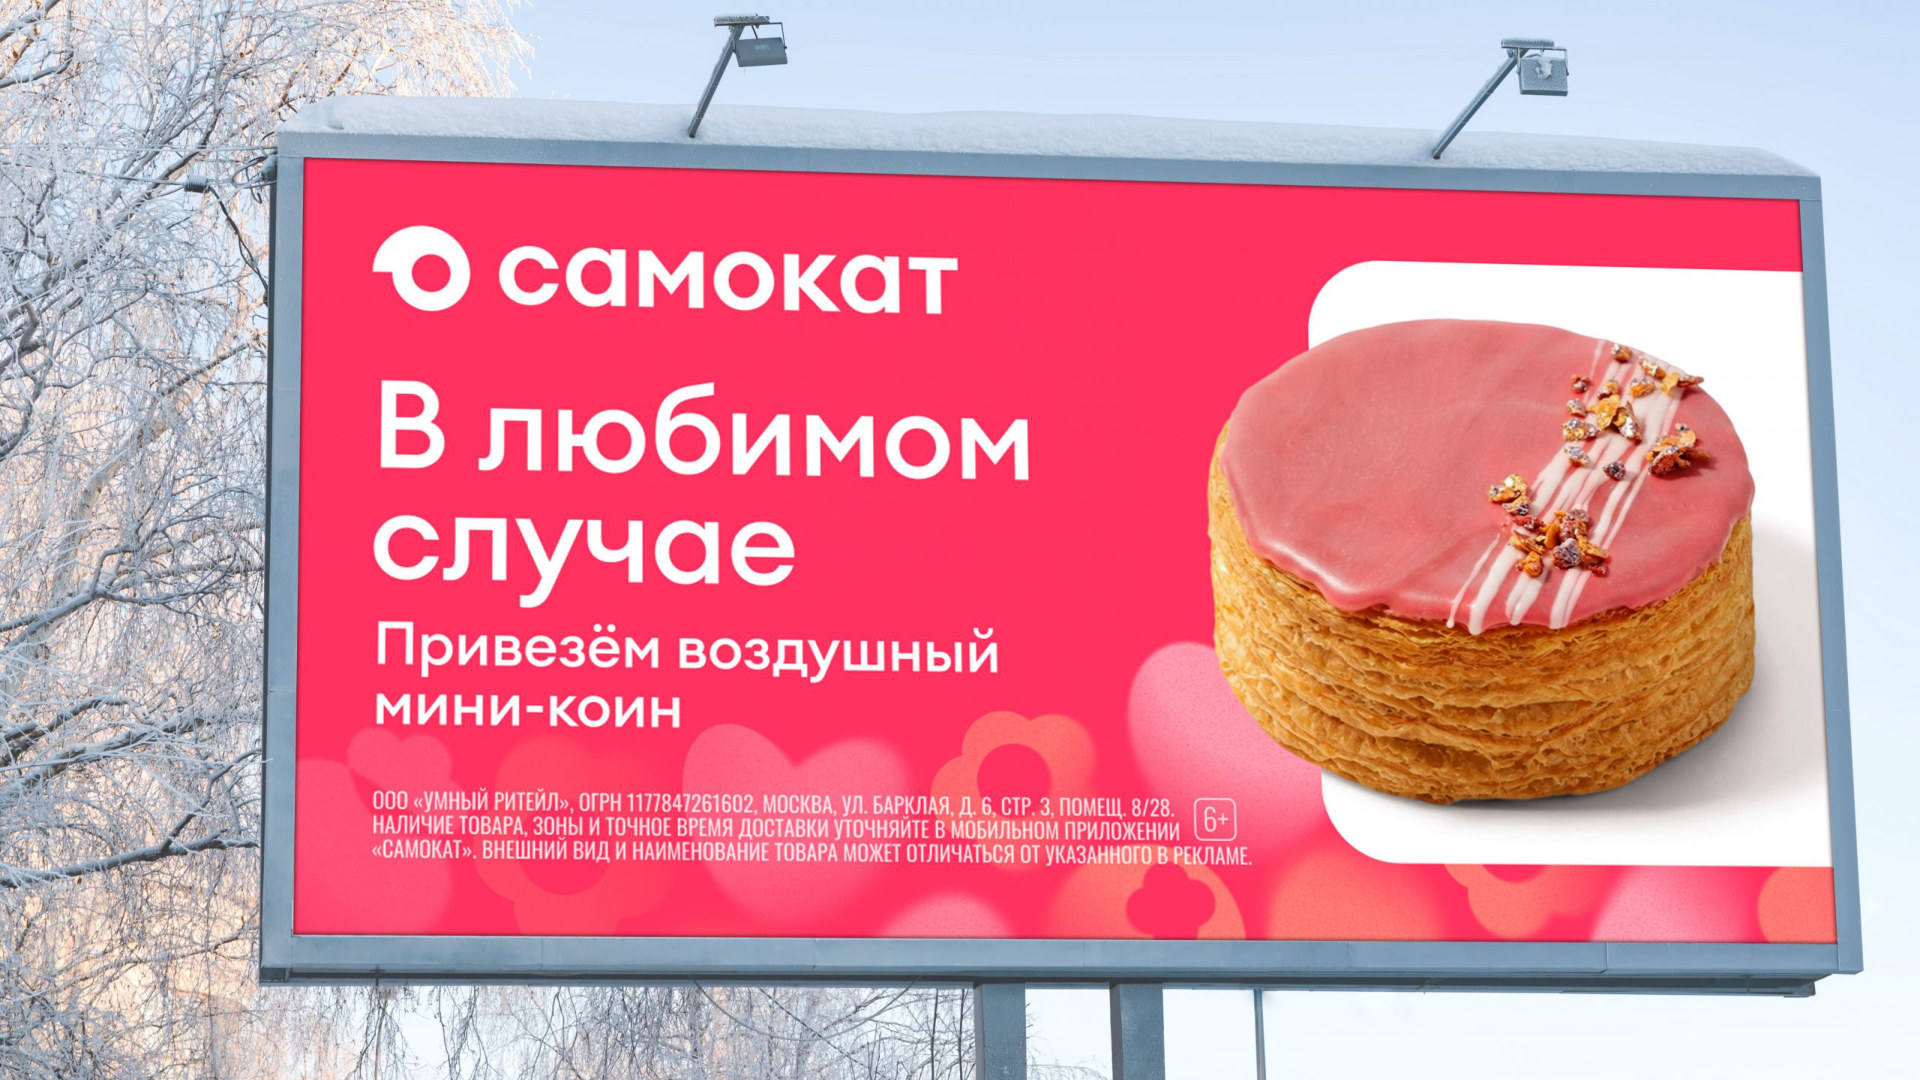 самокат
В любимом
случае
Привезём воздушный
мини-коин
ООО «УМНЫЙ РИТЕЙЛ», ОГРН 1177847261602, МОСКВА, УЛ. БАРКЛАЯ, Д. 6, СТР. 3, ПОМЕЩ. 8/28.
НАЛИЧИЕ ТОВАРА, ЗОНЫ И ТОЧНОЕ ВРЕМЯ ДОСТАВКИ УТОЧНЯЙТЕ В МОБИЛЬНОМ ПРИЛОЖЕНИИ
«САМОКАТ». ВНЕШНИЙ ВИД И НАИМЕНОВАНИЕ ТОВАРА МОЖЕТ ОТЛИЧАТЬСЯ ОТ УКАЗАННОГО В РЕКЛАМЕ.
6+